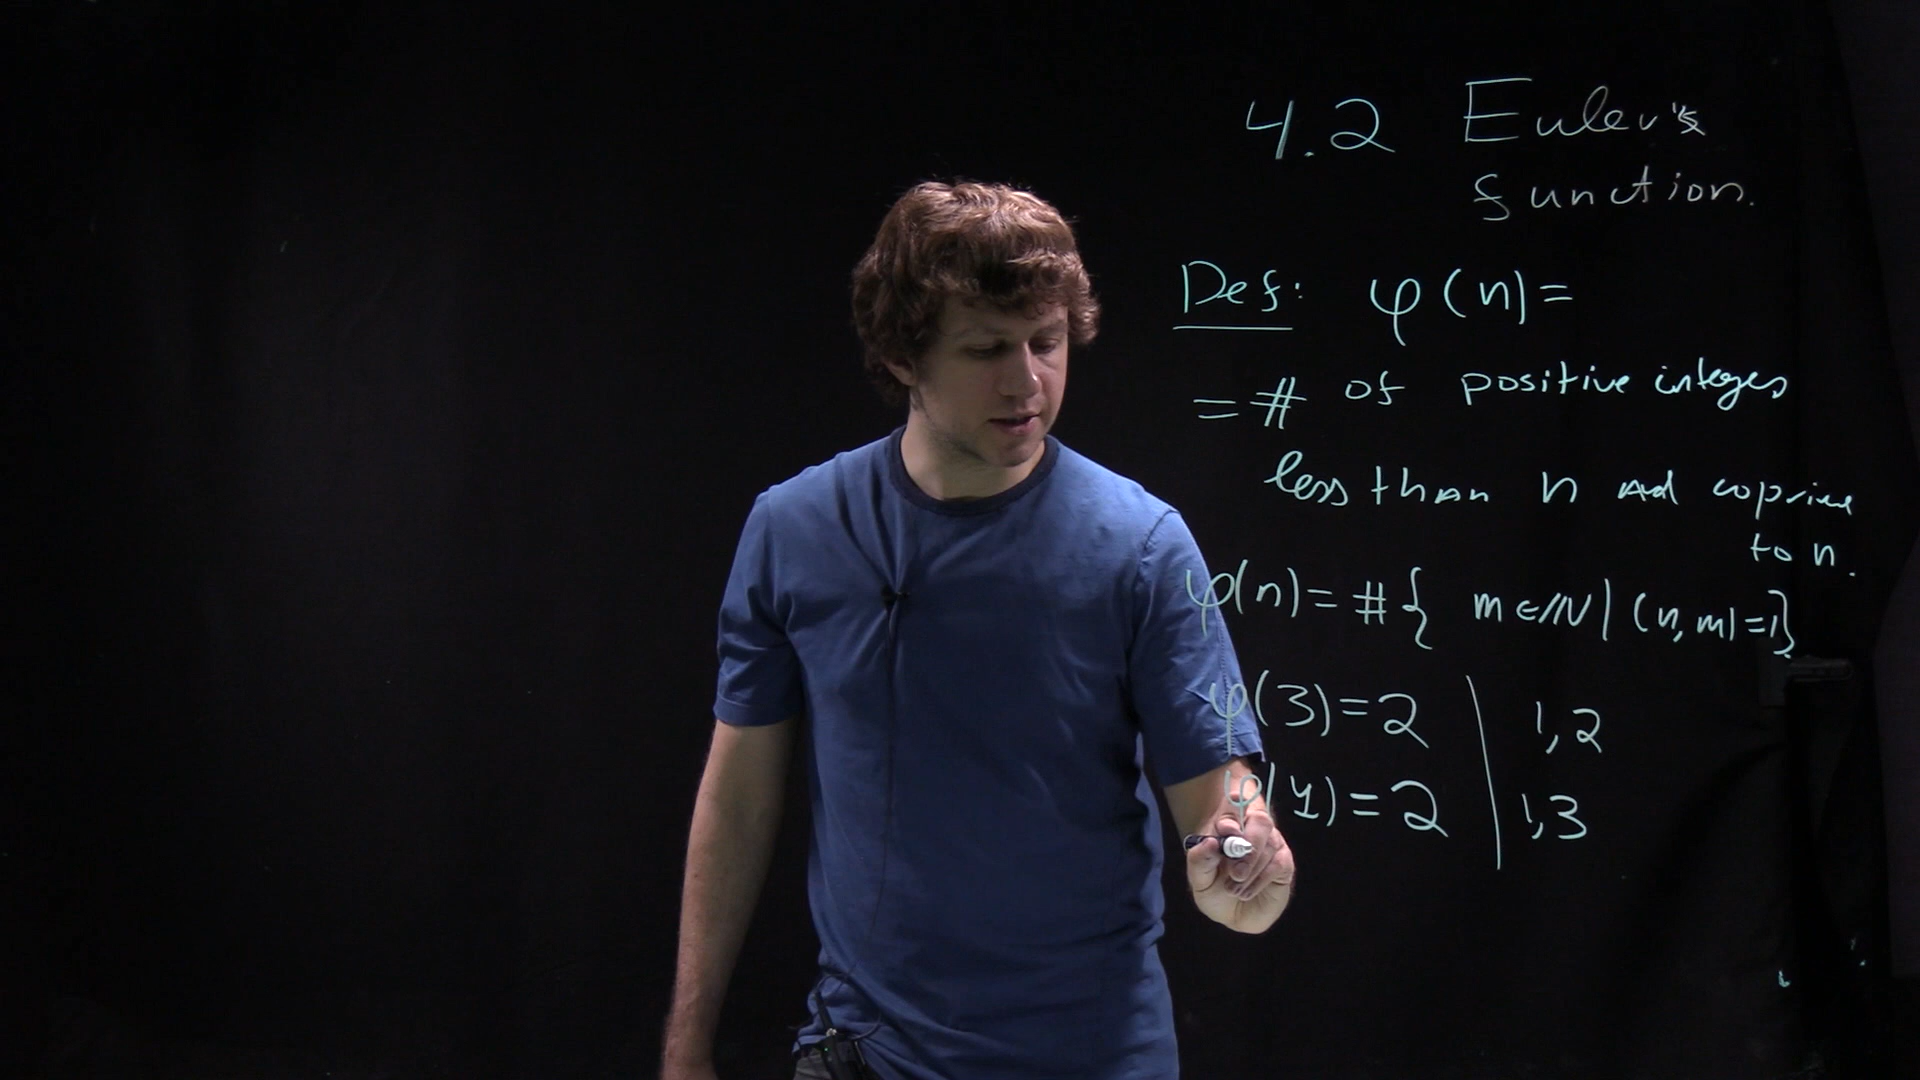 4.2 Euler's
function.
Def: φ(n)=
= # of positive integes
less than n and coprime
to n.
φ(n) = #{ m ∈ ℕ | (n, m) = 1}
φ(3) = 2 | 1, 2
φ(4) = 2 | 1, 3